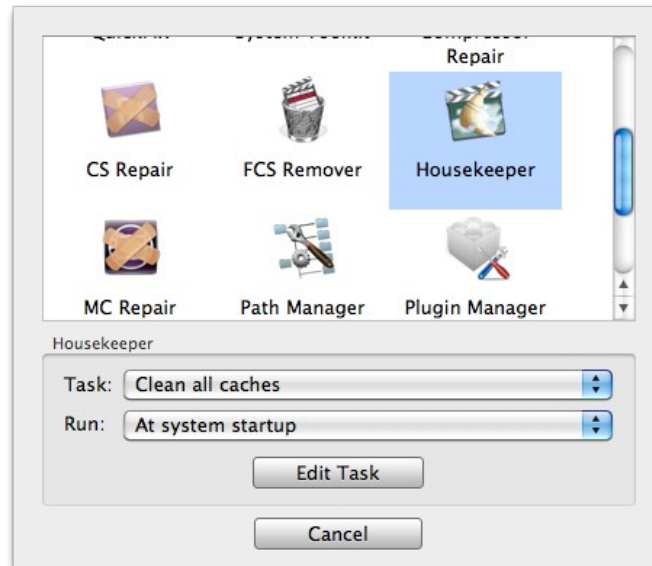 Repair
CS Repair FCS Remover Housekeeper
MC Repair Path Manager Plugin Manager
Housekeeper
Task: Clean all caches
Run: At system startup
Edit Task
Cancel